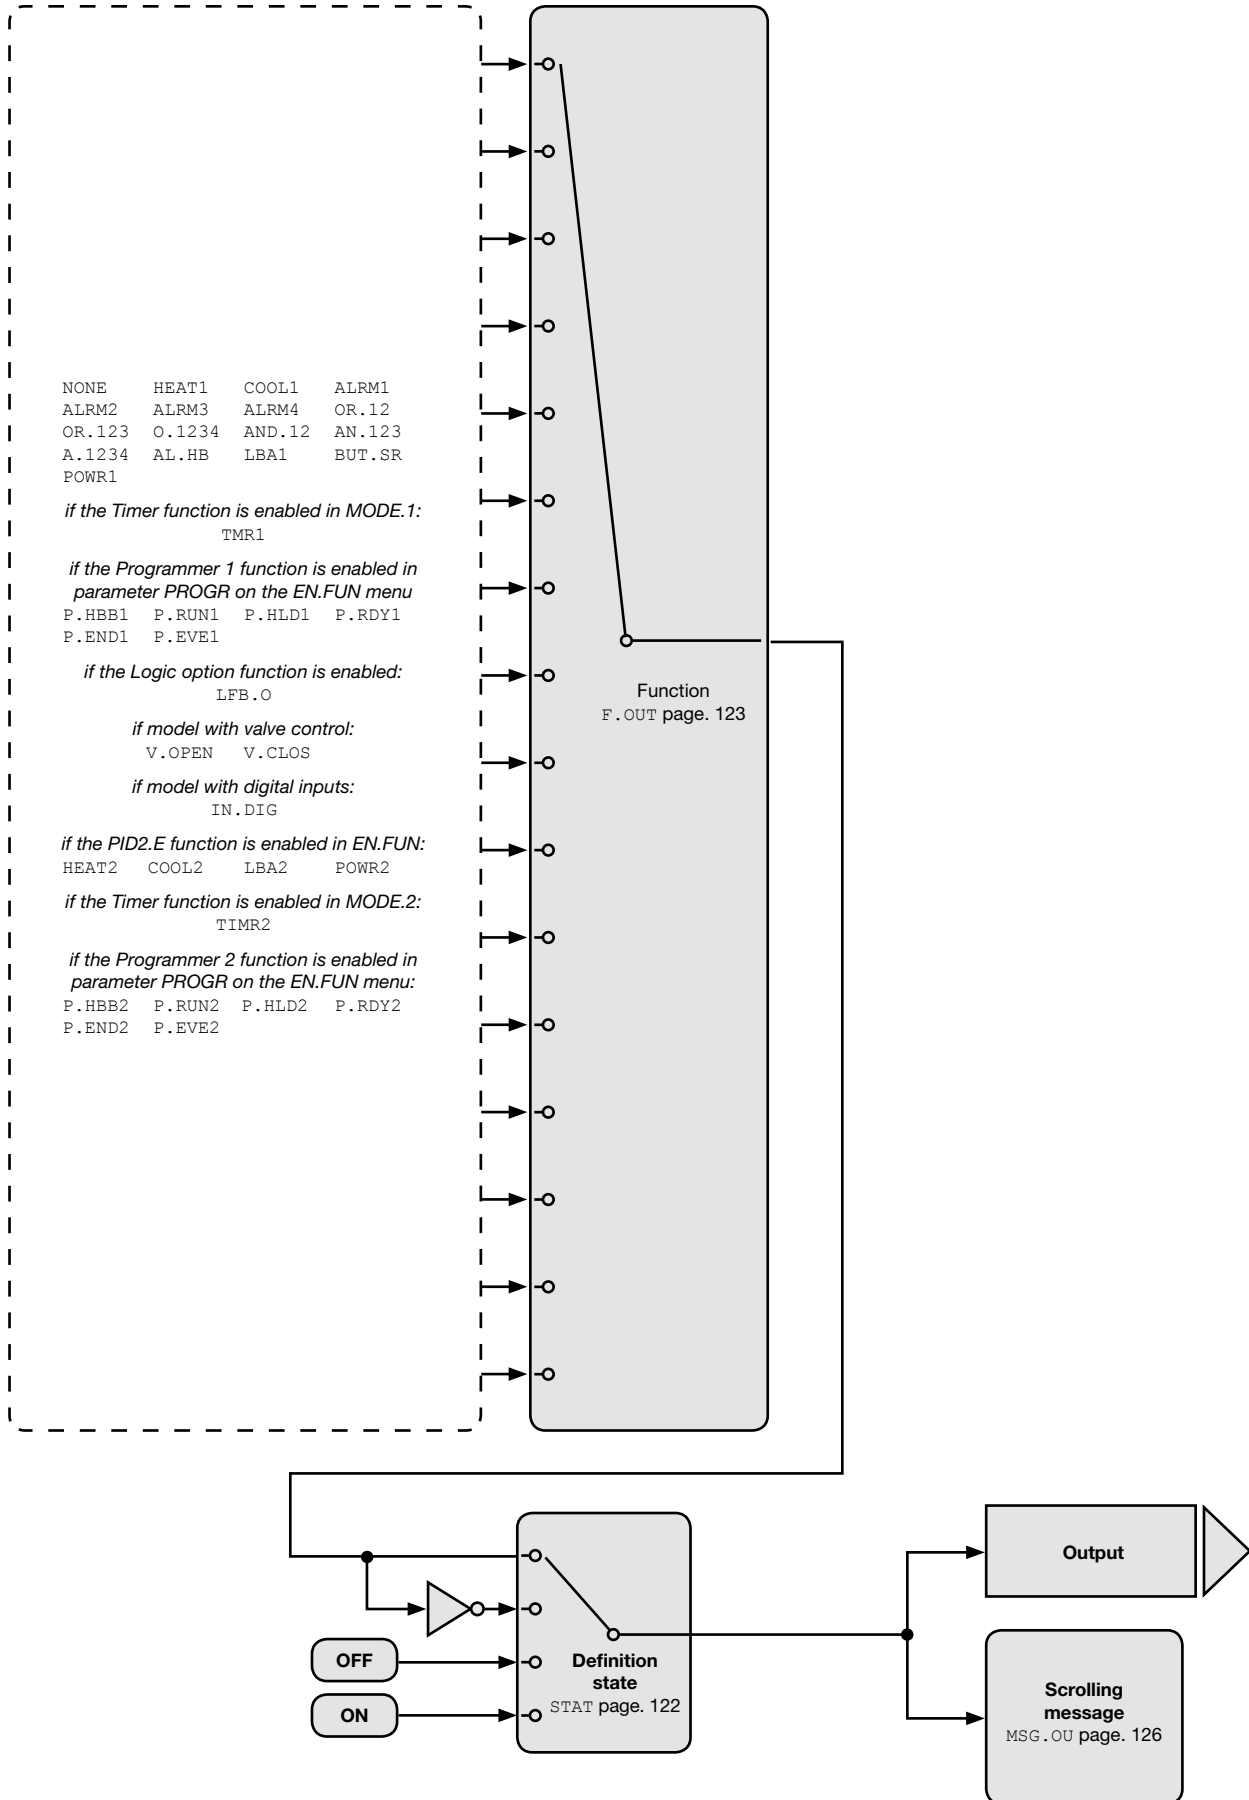 NONE HEAT1 COOL1 ALRM1
ALRM2 ALRM3 ALRM4 OR.12
OR.123 O.1234 AND.12 AN.123
A.1234 AL.HB LBA1 BUT.SR
POWR1
if the Timer function is enabled in MODE.1:
TMR1
if the Programmer 1 function is enabled in
parameter PROGR on the EN.FUN menu
P.HBB1 P.RUN1 P.HLD1 P.RDY1
P.END1 P.EVE1
if the Logic option function is enabled:
LFB.O
if model with valve control:
V.OPEN V.CLOS
if model with digital inputs:
IN.DIG
if the PID2.E function is enabled in EN.FUN:
HEAT2 COOL2 LBA2 POWR2
if the Timer function is enabled in MODE.2:
TIMR2
if the Programmer 2 function is enabled in
parameter PROGR on the EN.FUN menu:
P.HBB2 P.RUN2 P.HLD2 P.RDY2
P.END2 P.EVE2
Function
F.OUT page. 123
OFF
ON
Definition
state
STAT page. 122
Output
Scrolling
message
MSG.OU page. 126